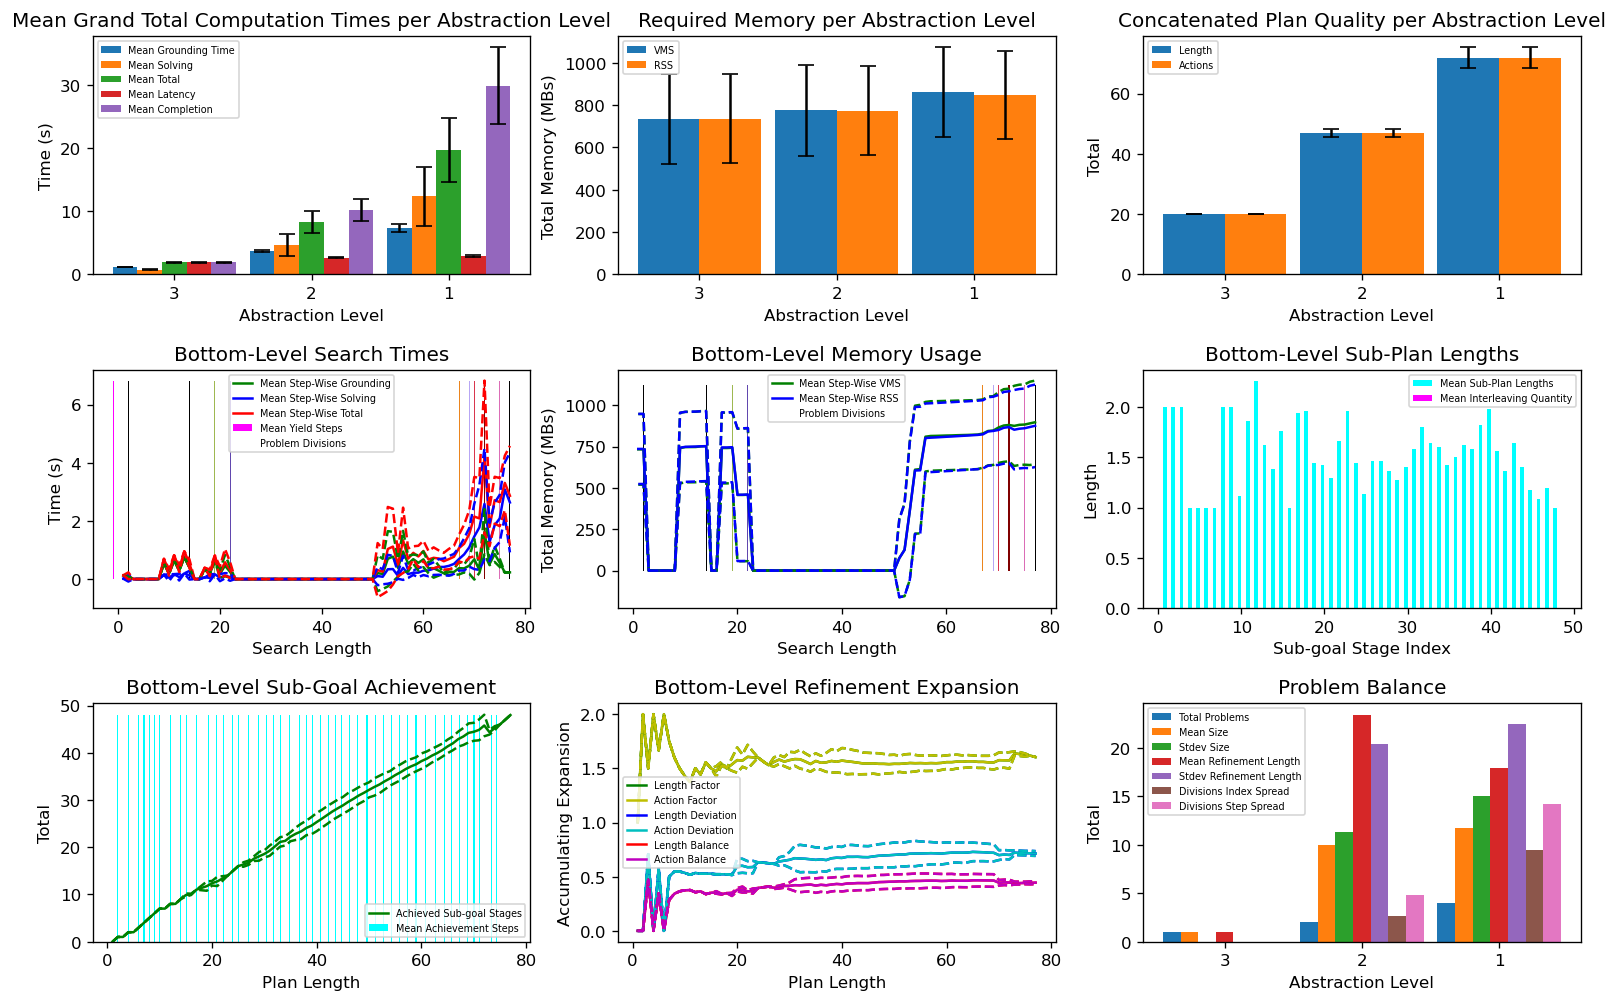 Mean Grand Total Computation Times per Abstraction Level
Mean Grounding Time
Mean Solving
Mean Total
Mean Latency
Mean Completion
Time (s)
0
10
20
30
3
2
1
Abstraction Level
Required Memory per Abstraction Level
VMS
RSS
Total Memory (MBs)
0
200
400
600
800
1000
3
2
1
Abstraction Level
Concatenated Plan Quality per Abstraction Level
Length
Actions
Total
0
20
40
60
3
2
1
Abstraction Level
Bottom-Level Search Times
Mean Step-Wise Grounding
Mean Step-Wise Solving
Mean Step-Wise Total
Mean Yield Steps
Problem Divisions
Time (s)
0
2
4
6
0
20
40
60
80
Search Length
Bottom-Level Memory Usage
Mean Step-Wise VMS
Mean Step-Wise RSS
Problem Divisions
Total Memory (MBs)
0
250
500
750
1000
0
20
40
60
80
Search Length
Bottom-Level Sub-Plan Lengths
Mean Sub-Plan Lengths
Mean Interleaving Quantity
Length
0.0
0.5
1.0
1.5
2.0
0
10
20
30
40
50
Sub-goal Stage Index
Bottom-Level Sub-Goal Achievement
Achieved Sub-goal Stages
Mean Achievement Steps
Total
0
10
20
30
40
50
0
20
40
60
80
Plan Length
Bottom-Level Refinement Expansion
Length Factor
Action Factor
Length Deviation
Action Deviation
Length Balance
Action Balance
Accumulating Expansion
0.0
0.5
1.0
1.5
2.0
0
20
40
60
80
Plan Length
Problem Balance
Total Problems
Mean Size
Stdev Size
Mean Refinement Length
Stdev Refinement Length
Divisions Index Spread
Divisions Step Spread
Total
0
5
10
15
20
3
2
1
Abstraction Level